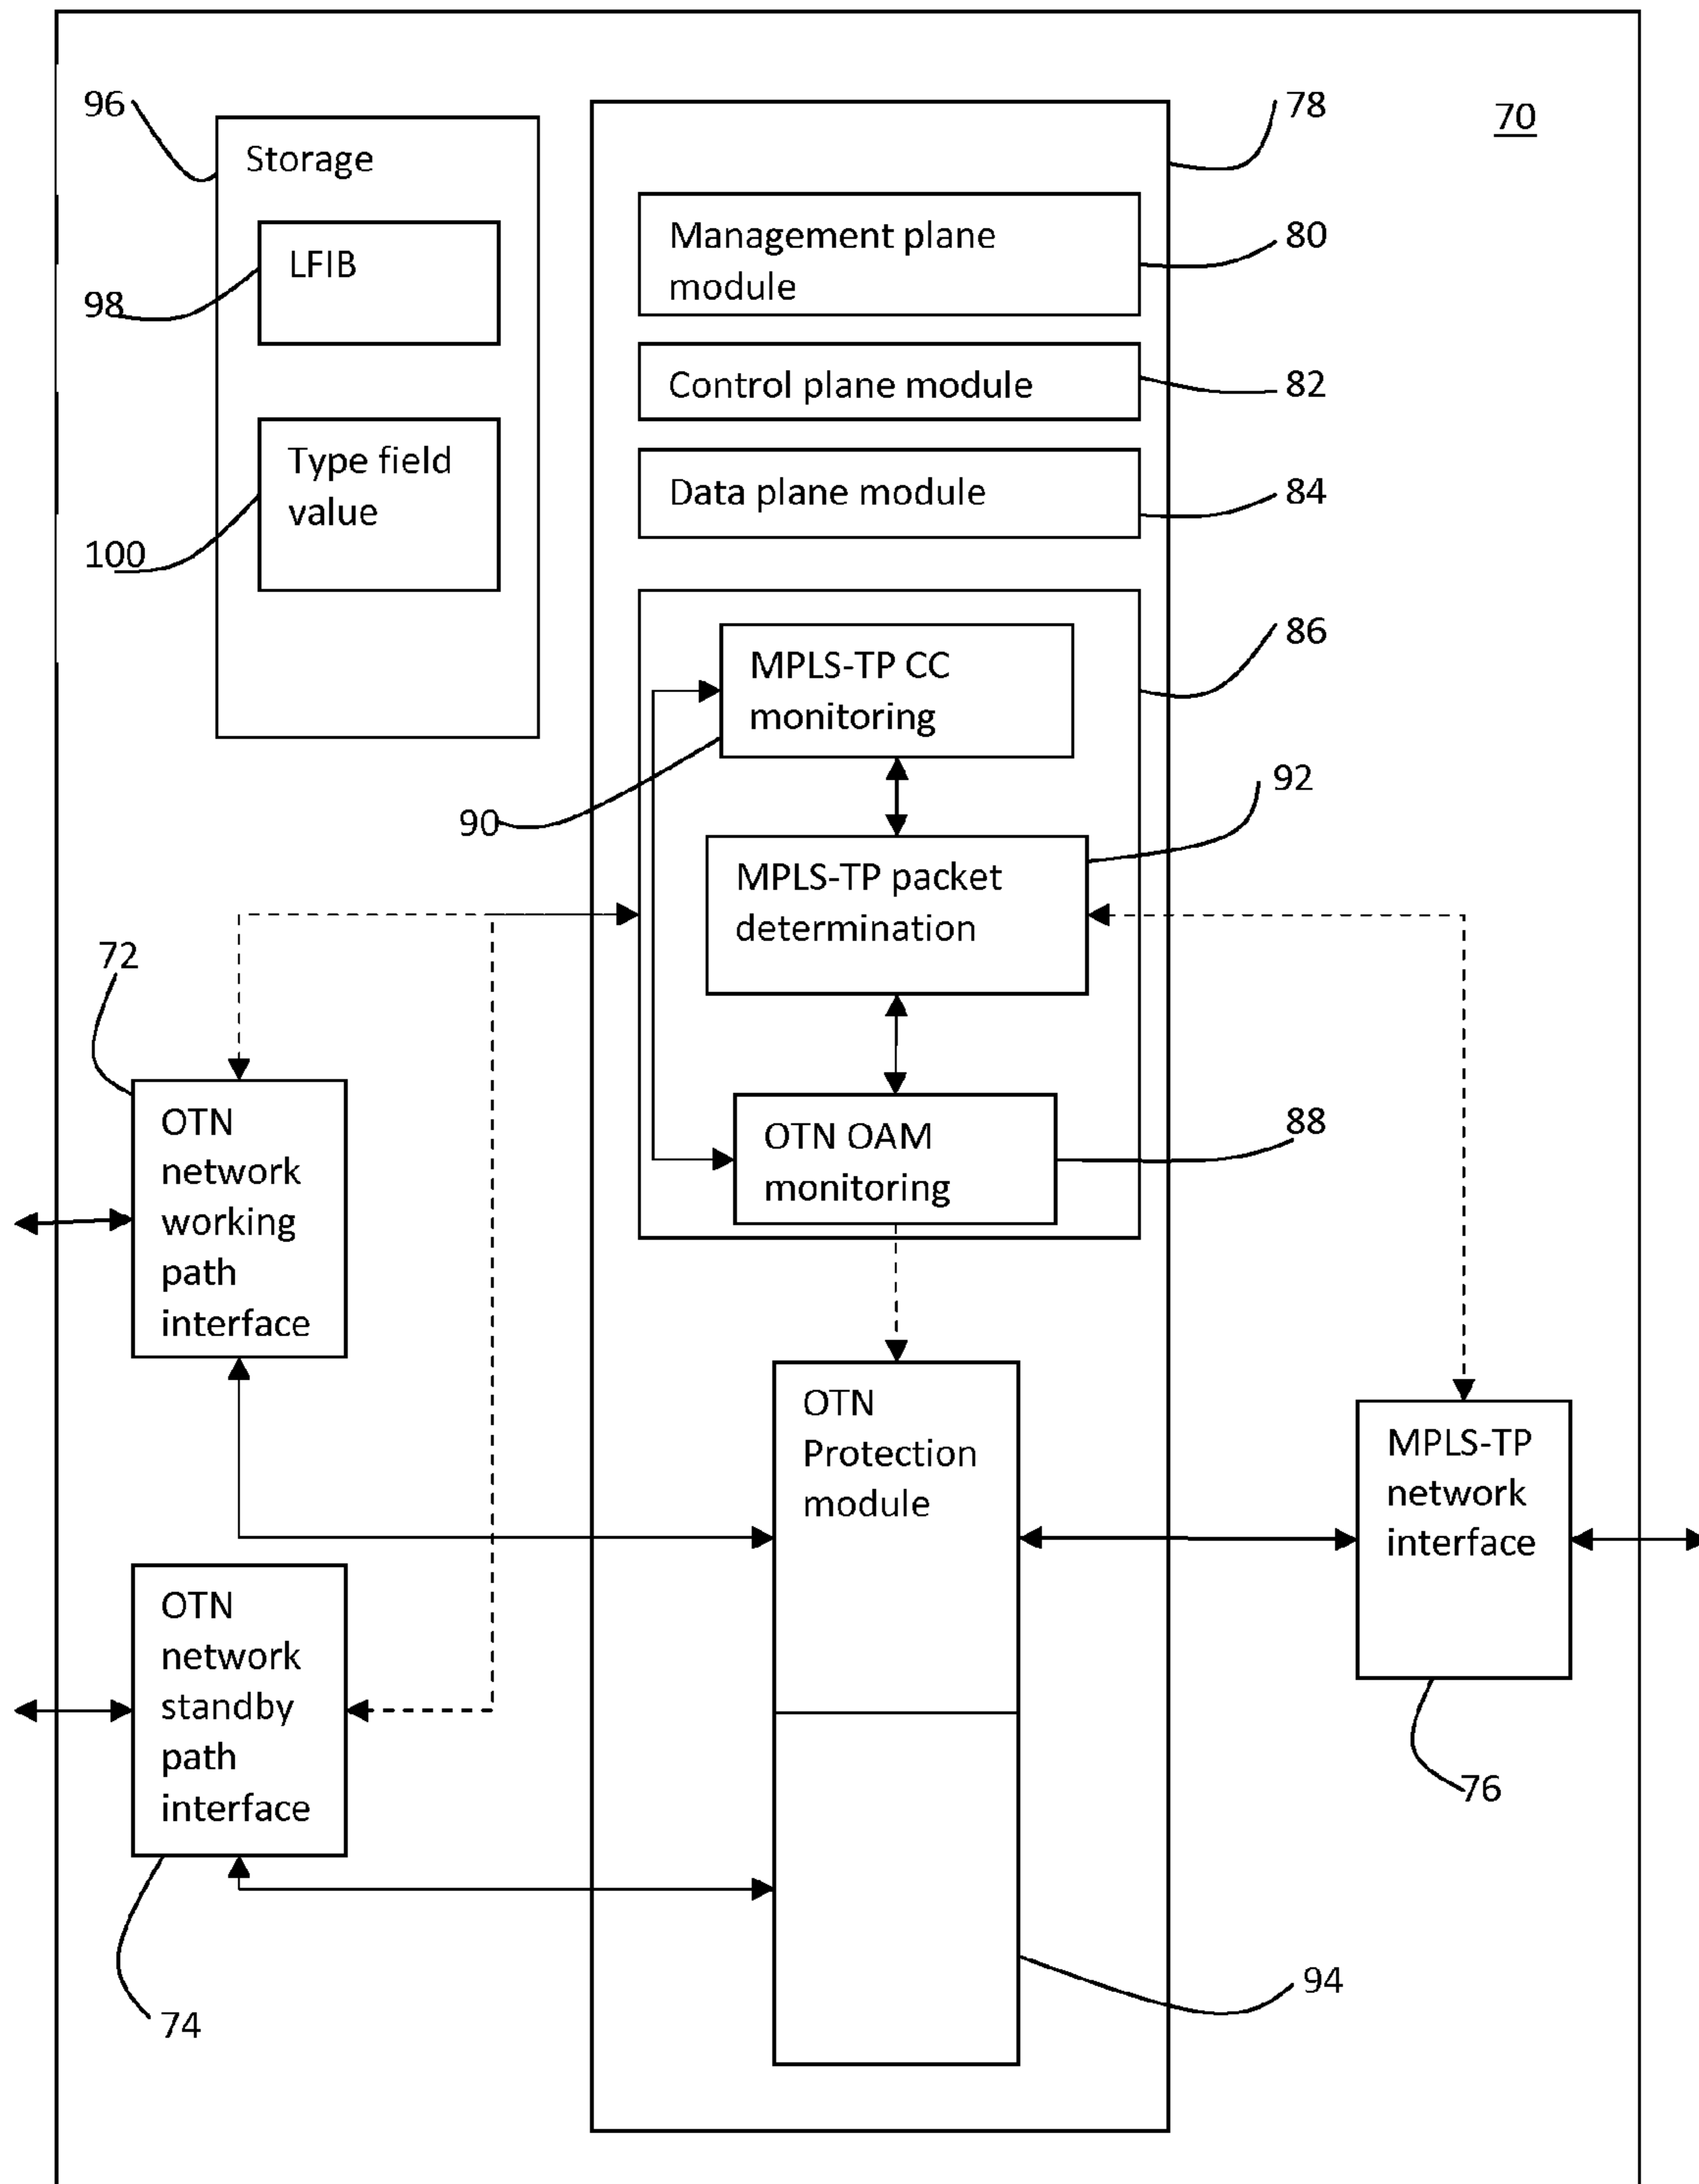 96
78
70
Storage
LFIB
98
Type field
value
100
Management plane
module
80
Control plane module
82
Data plane module
84
86
MPLS-TP CC
monitoring
90
92
MPLS-TP packet
determination
72
OTN OAM
monitoring
88
OTN
network
working
path
interface
OTN
Protection
module
MPLS-TP
network
interface
OTN
network
standby
path
interface
76
94
74